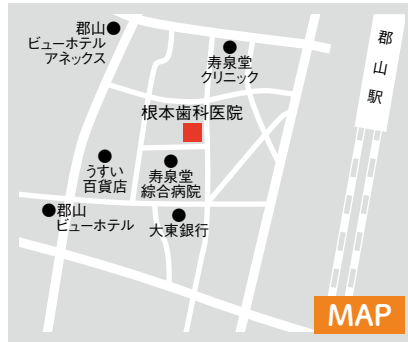 郡山
ビューホテル
アネックス
寿泉堂
クリニック
郡山駅
根本歯科医院
うすい
百貨店
寿泉堂
綜合病院
郡山
ビューホテル
大東銀行
MAP